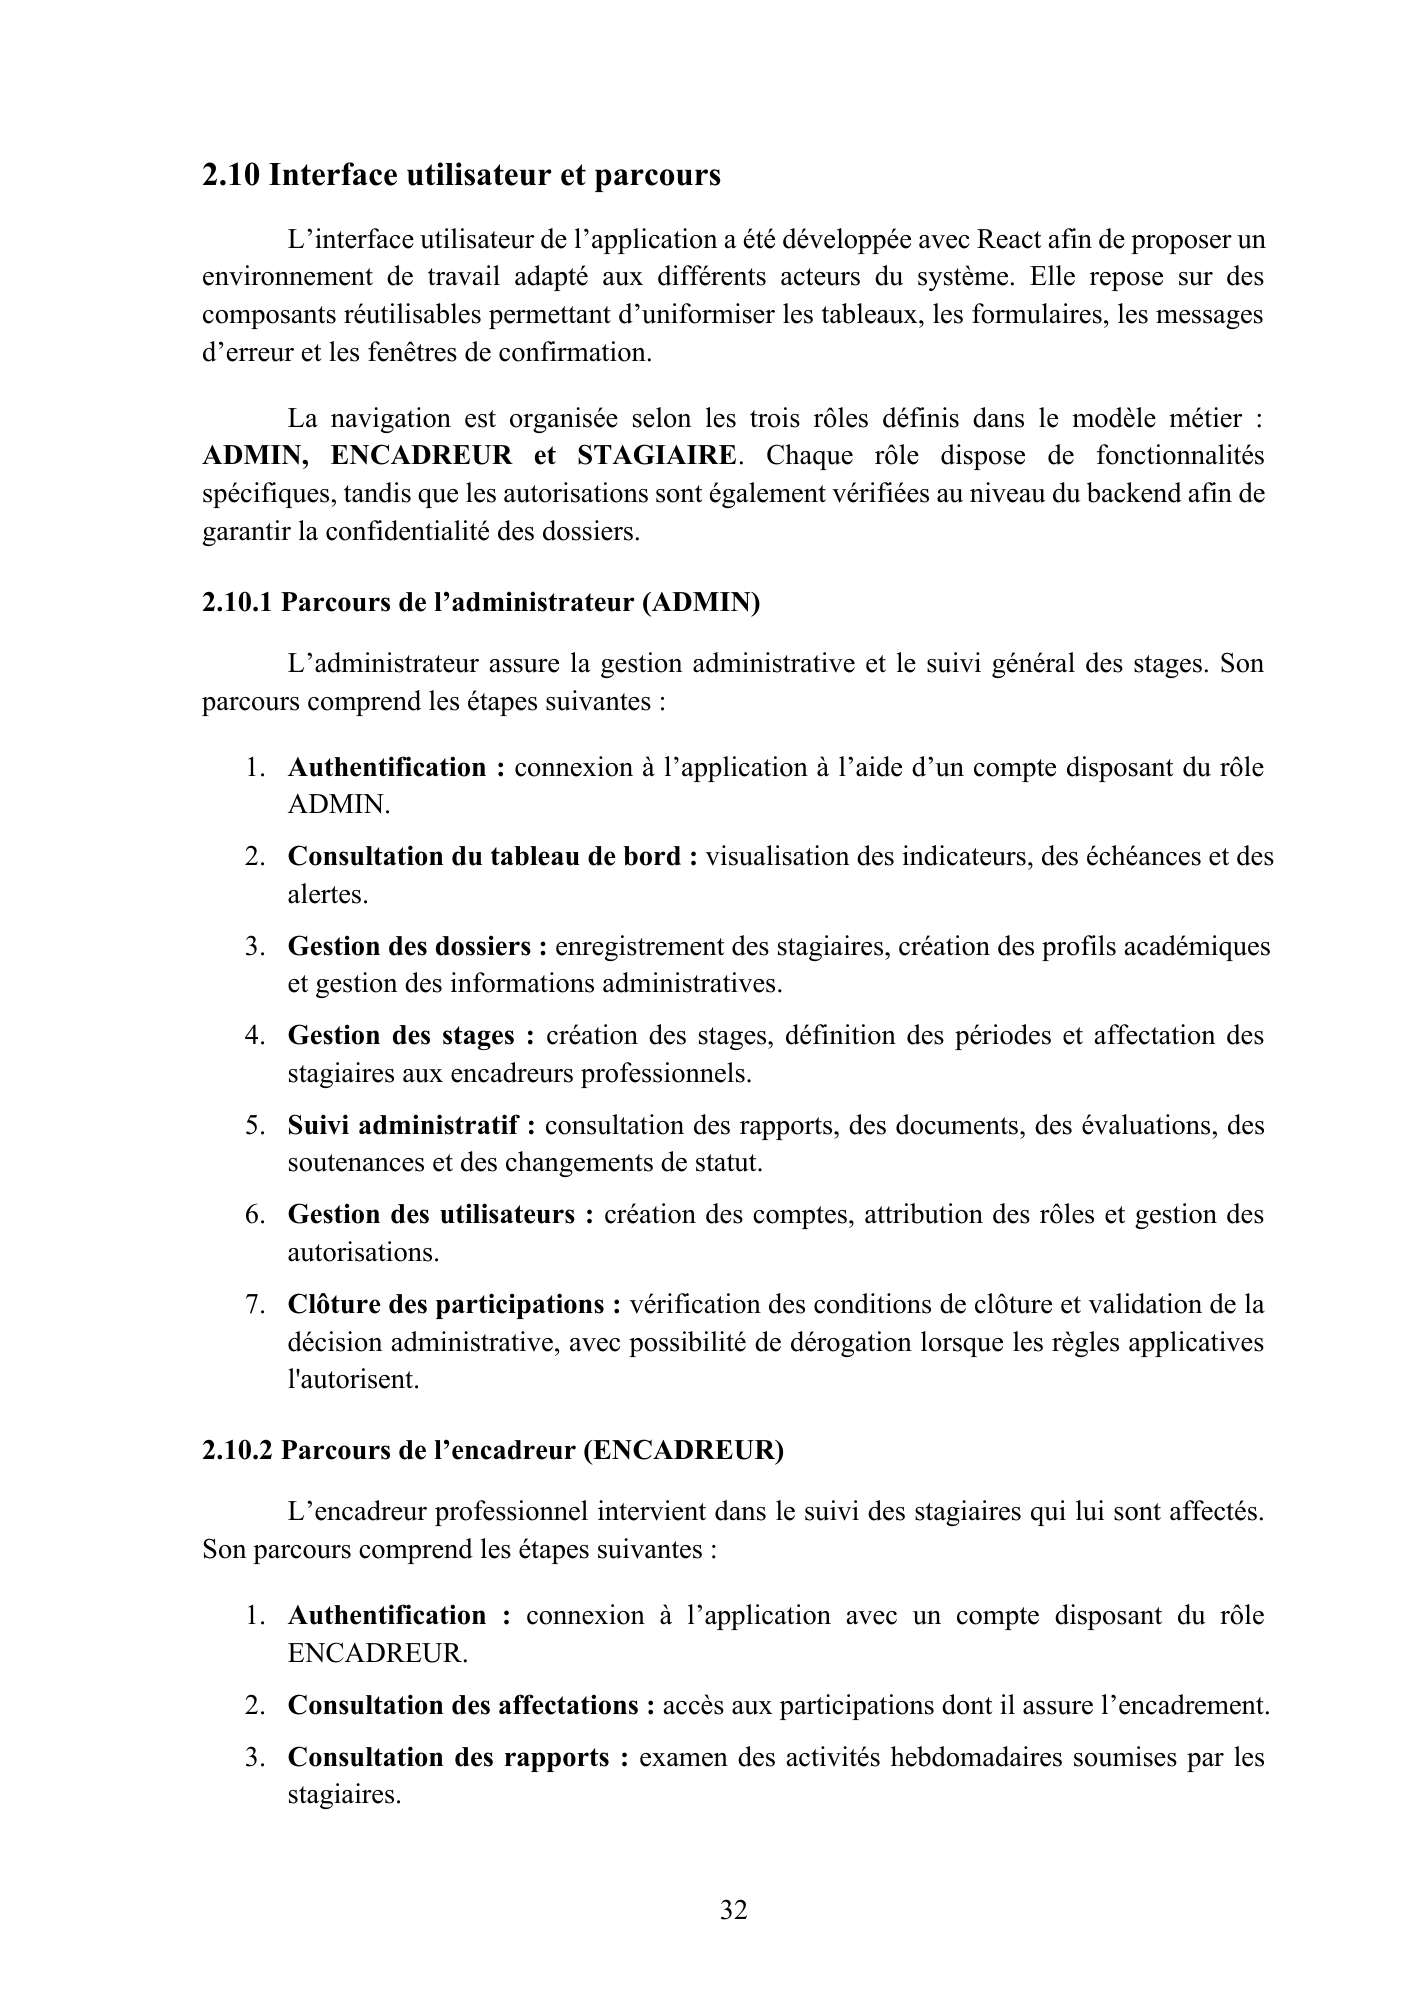 2.10 Interface utilisateur et parcours
L’interface utilisateur de l’application a été développée avec React afin de proposer un
environnement de travail adapté aux différents acteurs du système. Elle repose sur des
composants réutilisables permettant d’uniformiser les tableaux, les formulaires, les messages
d’erreur et les fenêtres de confirmation.
La navigation est organisée selon les trois rôles définis dans le modèle métier :
ADMIN, ENCADREUR et STAGIAIRE. Chaque rôle dispose de fonctionnalités
spécifiques, tandis que les autorisations sont également vérifiées au niveau du backend afin de
garantir la confidentialité des dossiers.
2.10.1 Parcours de l’administrateur (ADMIN)
L’administrateur assure la gestion administrative et le suivi général des stages. Son
parcours comprend les étapes suivantes :
1. Authentification : connexion à l’application à l’aide d’un compte disposant du rôle
ADMIN.
2. Consultation du tableau de bord : visualisation des indicateurs, des échéances et des
alertes.
3. Gestion des dossiers : enregistrement des stagiaires, création des profils académiques
et gestion des informations administratives.
4. Gestion des stages : création des stages, définition des périodes et affectation des
stagiaires aux encadreurs professionnels.
5. Suivi administratif : consultation des rapports, des documents, des évaluations, des
soutenances et des changements de statut.
6. Gestion des utilisateurs : création des comptes, attribution des rôles et gestion des
autorisations.
7. Clôture des participations : vérification des conditions de clôture et validation de la
décision administrative, avec possibilité de dérogation lorsque les règles applicatives
l'autorisent.
2.10.2 Parcours de l’encadreur (ENCADREUR)
L’encadreur professionnel intervient dans le suivi des stagiaires qui lui sont affectés.
Son parcours comprend les étapes suivantes :
1. Authentification : connexion à l’application avec un compte disposant du rôle
ENCADREUR.
2. Consultation des affectations : accès aux participations dont il assure l’encadrement.
3. Consultation des rapports : examen des activités hebdomadaires soumises par les
stagiaires.
32